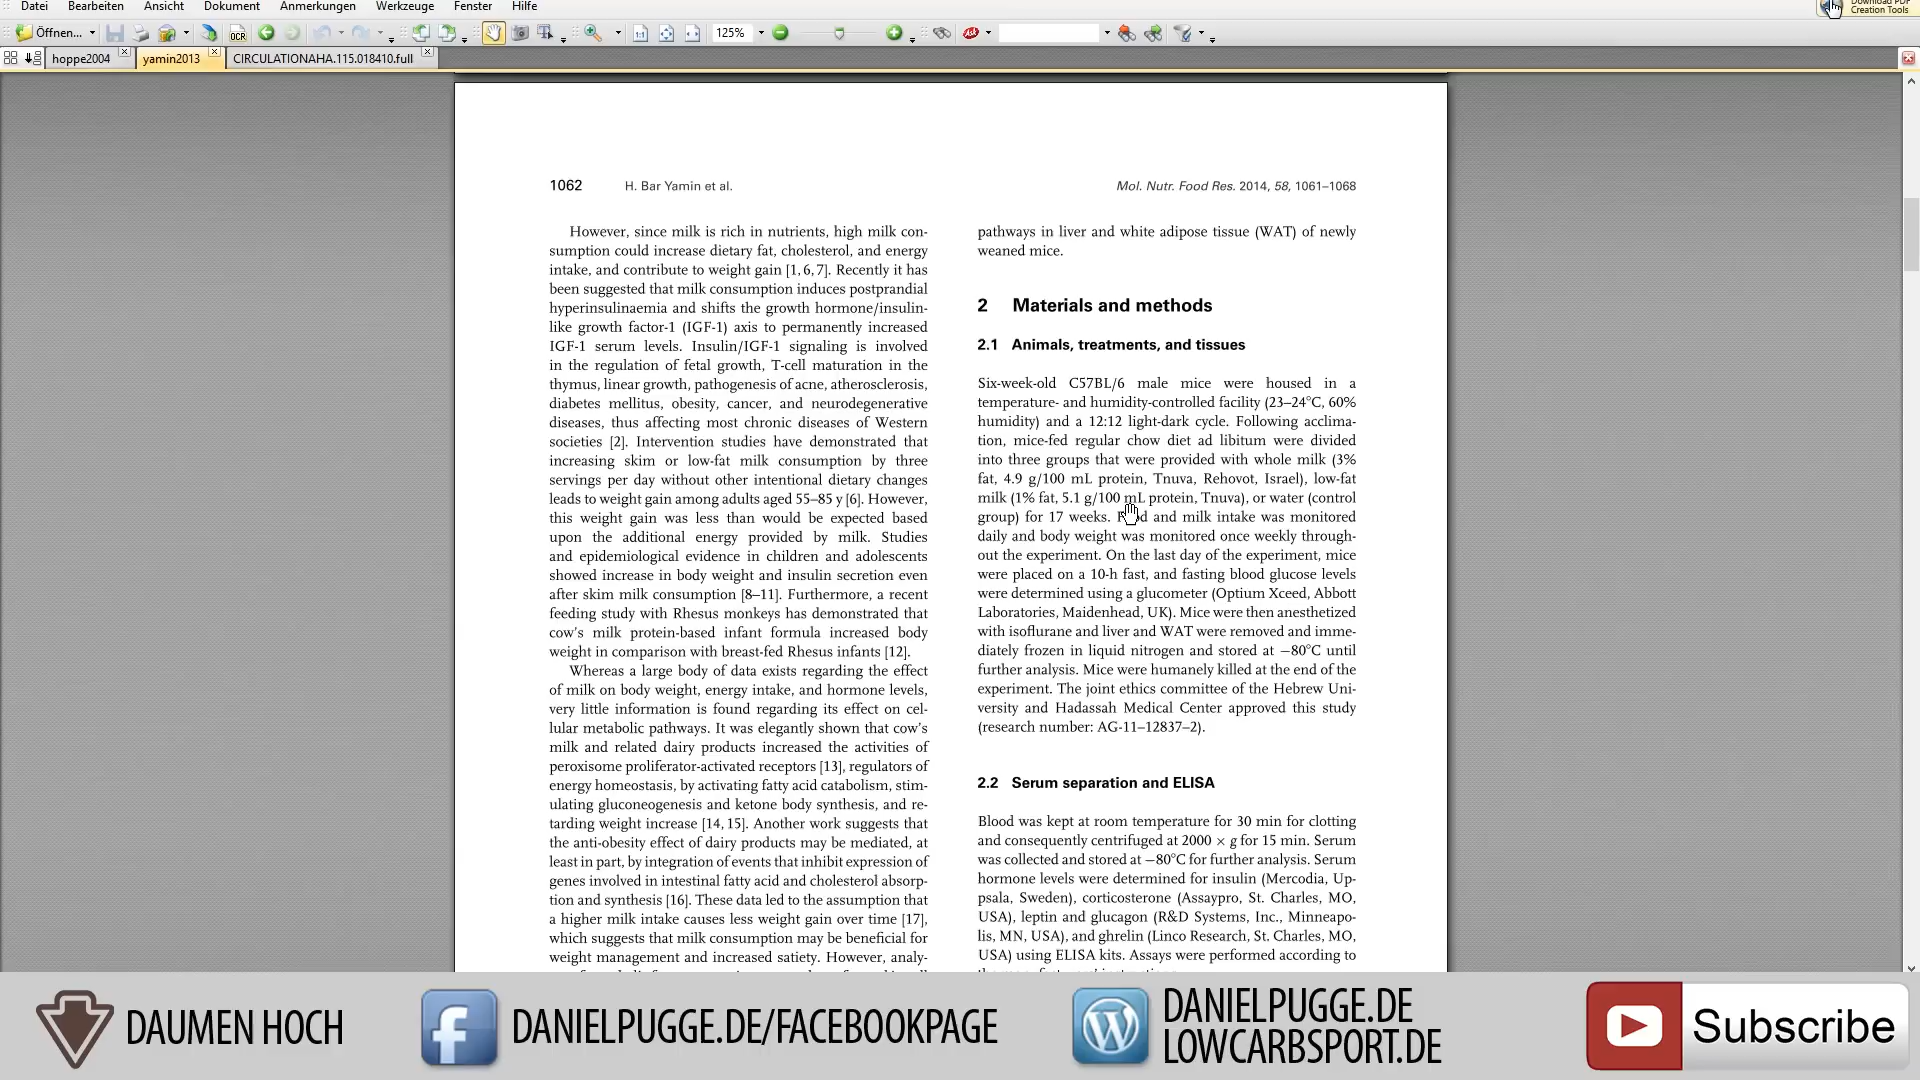 Datei Bearbeiten Ansicht Dokument Anmerkungen Werkzeuge Fenster Hilfe
Download PDF
Creation Tools
Öffnen...
OCR
125%
Ask
hoppe2004 yamin2013 CIRCULATIONAHA.115.018410.full
1062 H. Bar Yamin et al.
Mol. Nutr. Food Res. 2014, 58, 1061–1068
However, since milk is rich in nutrients, high milk con-
sumption could increase dietary fat, cholesterol, and energy
intake, and contribute to weight gain [1, 6, 7]. Recently it has
been suggested that milk consumption induces postprandial
hyperinsulinaemia and shifts the growth hormone/insulin-
like growth factor-1 (IGF-1) axis to permanently increased
IGF-1 serum levels. Insulin/IGF-1 signaling is involved
in the regulation of fetal growth, T-cell maturation in the
thymus, linear growth, pathogenesis of acne, atherosclerosis,
diabetes mellitus, obesity, cancer, and neurodegenerative
diseases, thus affecting most chronic diseases of Western
societies [2]. Intervention studies have demonstrated that
increasing skim or low-fat milk consumption by three
servings per day without other intentional dietary changes
leads to weight gain among adults aged 55–85 y [6]. However,
this weight gain was less than would be expected based
upon the additional energy provided by milk. Studies
and epidemiological evidence in children and adolescents
showed increase in body weight and insulin secretion even
after skim milk consumption [8–11]. Furthermore, a recent
feeding study with Rhesus monkeys has demonstrated that
cow's milk protein-based infant formula increased body
weight in comparison with breast-fed Rhesus infants [12].
Whereas a large body of data exists regarding the effect
of milk on body weight, energy intake, and hormone levels,
very little information is found regarding its effect on cel-
lular metabolic pathways. It was elegantly shown that cow's
milk and related dairy products increased the activities of
peroxisome proliferator-activated receptors [13], regulators of
energy homeostasis, by activating fatty acid catabolism, stim-
ulating gluconeogenesis and ketone body synthesis, and re-
tarding weight increase [14, 15]. Another work suggests that
the anti-obesity effect of dairy products may be mediated, at
least in part, by integration of events that inhibit expression of
genes involved in intestinal fatty acid and cholesterol absorp-
tion and synthesis [16]. These data led to the assumption that
a higher milk intake causes less weight gain over time [17],
which suggests that milk consumption may be beneficial for
weight management and increased satiety. However, analy-
pathways in liver and white adipose tissue (WAT) of newly
weaned mice.
2 Materials and methods
2.1 Animals, treatments, and tissues
Six-week-old C57BL/6 male mice were housed in a
temperature- and humidity-controlled facility (23–24°C, 60%
humidity) and a 12:12 light-dark cycle. Following acclima-
tion, mice-fed regular chow diet ad libitum were divided
into three groups that were provided with whole milk (3%
fat, 4.9 g/100 mL protein, Tnuva, Rehovot, Israel), low-fat
milk (1% fat, 5.1 g/100 mL protein, Tnuva), or water (control
group) for 17 weeks. Food and milk intake was monitored
daily and body weight was monitored once weekly through-
out the experiment. On the last day of the experiment, mice
were placed on a 10-h fast, and fasting blood glucose levels
were determined using a glucometer (Optium Xceed, Abbott
Laboratories, Maidenhead, UK). Mice were then anesthetized
with isoflurane and liver and WAT were removed and imme-
diately frozen in liquid nitrogen and stored at −80°C until
further analysis. Mice were humanely killed at the end of the
experiment. The joint ethics committee of the Hebrew Uni-
versity and Hadassah Medical Center approved this study
(research number: AG-11–12837–2).
2.2 Serum separation and ELISA
Blood was kept at room temperature for 30 min for clotting
and consequently centrifuged at 2000 × g for 15 min. Serum
was collected and stored at −80°C for further analysis. Serum
hormone levels were determined for insulin (Mercodia, Up-
psala, Sweden), corticosterone (Assaypro, St. Charles, MO,
USA), leptin and glucagon (R&D Systems, Inc., Minneapo-
lis, MN, USA), and ghrelin (Linco Research, St. Charles, MO,
USA) using ELISA kits. Assays were performed according to
DAUMEN HOCH
DANIELPUGGE.DE/FACEBOOKPAGE
DANIELPUGGE.DE
LOWCARBSPORT.DE
Subscribe